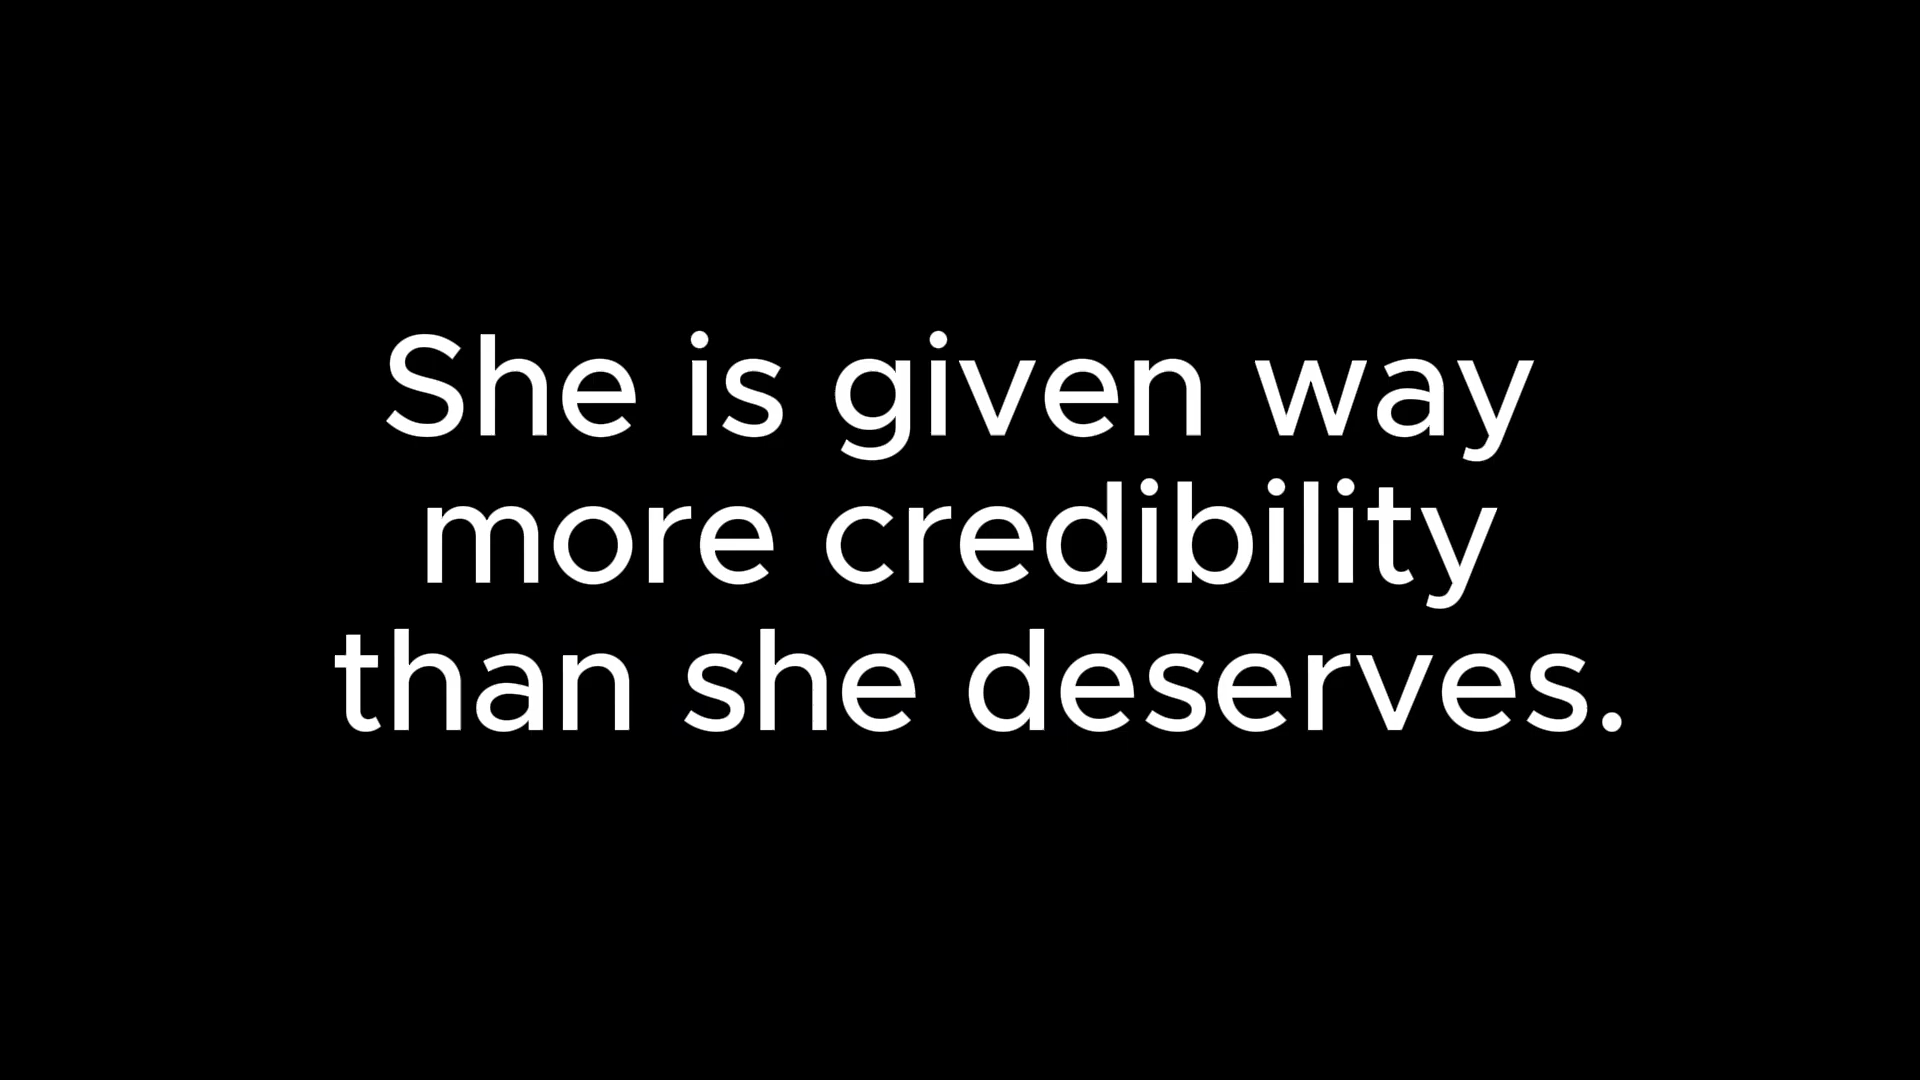 She is given way
more credibility
than she deserves.